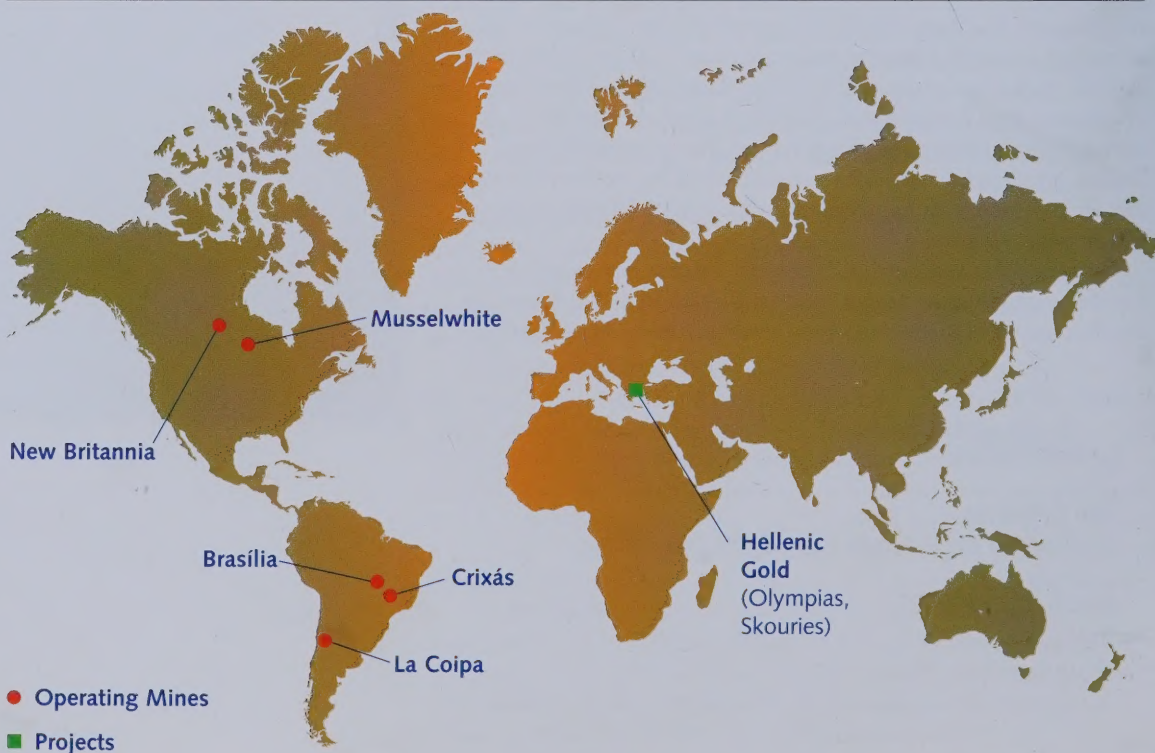 Musselwhite
New Britannia
Brasília
Crixás
La Coipa
Hellenic
Gold
(Olympias,
Skouries)
Operating Mines
Projects